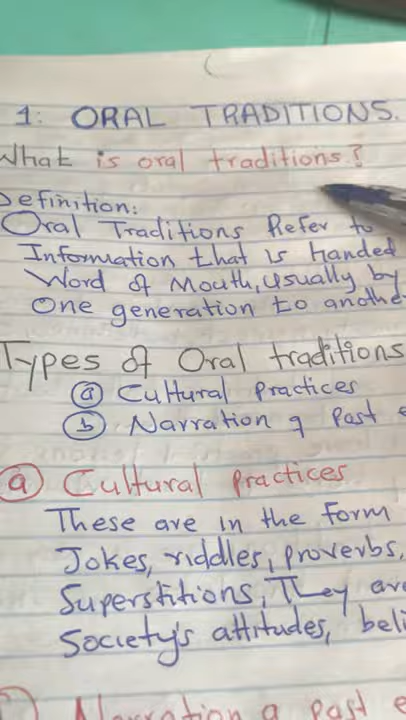 1: ORAL TRADITIONS.
What is oral traditions?
Definition:
Oral Traditions Refer to
Information that is handed
Word of Mouth, usually by
One generation to anothe
Types of Oral traditions
(a) Cultural Practices
(b) Narration of Past e
(a) Cultural practices
These are in the form
Jokes, riddles, proverbs,
Superstitions, They are
Society's attitudes, beli
Narration of past e